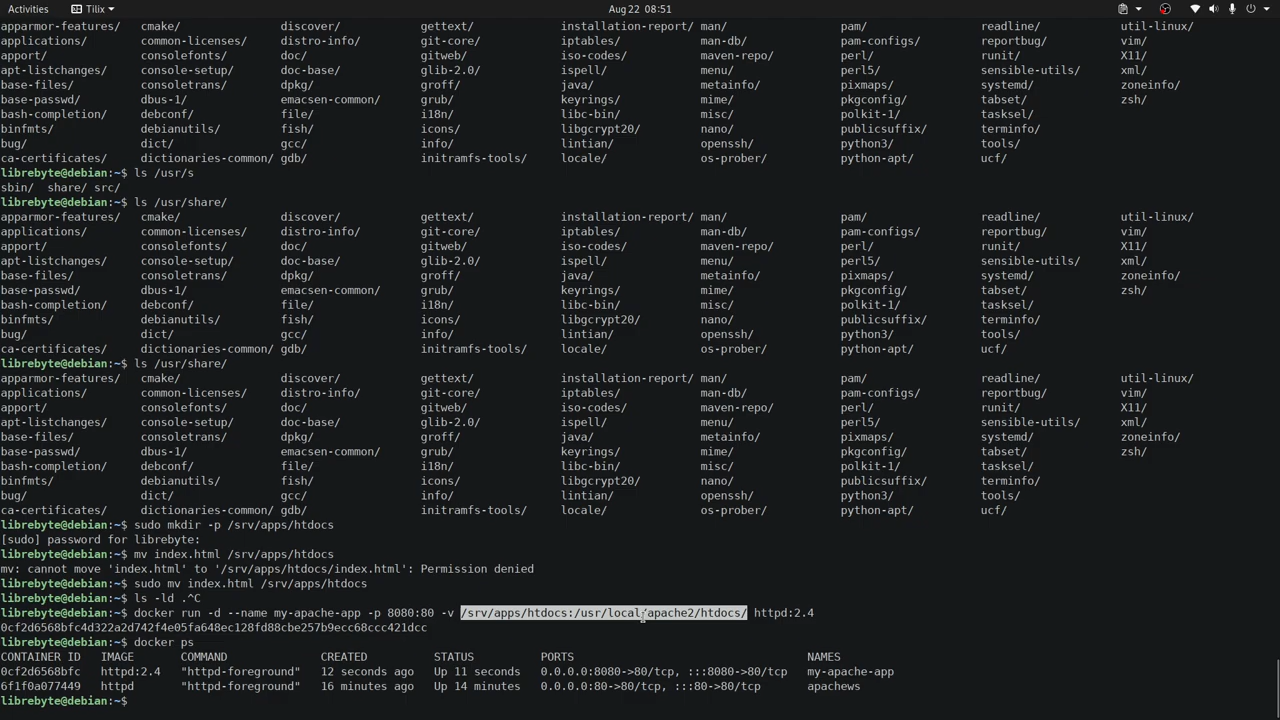 Activities Tilix Aug 22 08:51
apparmor-features/ cmake/ discover/ gettext/ installation-report/ man/ pam/ readline/ util-linux/
applications/ common-licenses/ distro-info/ git-core/ iptables/ man-db/ pam-configs/ reportbug/ vim/
apport/ consolefonts/ doc/ gitweb/ iso-codes/ maven-repo/ perl/ runit/ X11/
apt-listchanges/ console-setup/ doc-base/ glib-2.0/ ispell/ menu/ perl5/ sensible-utils/ xml/
base-files/ consoletrans/ dpkg/ groff/ java/ metainfo/ pixmaps/ systemd/ zoneinfo/
base-passwd/ dbus-1/ emacsen-common/ grub/ keyrings/ mime/ pkgconfig/ tabset/ zsh/
bash-completion/ debconf/ file/ i18n/ libc-bin/ misc/ polkit-1/ tasksel/
binfmts/ debianutils/ fish/ icons/ libgcrypt20/ nano/ publicsuffix/ terminfo/
bug/ dict/ gcc/ info/ lintian/ openssh/ python3/ tools/
ca-certificates/ dictionaries-common/ gdb/ initramfs-tools/ locale/ os-prober/ python-apt/ ucf/
librebyte@debian:~$ ls /usr/s
sbin/ share/ src/
librebyte@debian:~$ ls /usr/share/
apparmor-features/ cmake/ discover/ gettext/ installation-report/ man/ pam/ readline/ util-linux/
applications/ common-licenses/ distro-info/ git-core/ iptables/ man-db/ pam-configs/ reportbug/ vim/
apport/ consolefonts/ doc/ gitweb/ iso-codes/ maven-repo/ perl/ runit/ X11/
apt-listchanges/ console-setup/ doc-base/ glib-2.0/ ispell/ menu/ perl5/ sensible-utils/ xml/
base-files/ consoletrans/ dpkg/ groff/ java/ metainfo/ pixmaps/ systemd/ zoneinfo/
base-passwd/ dbus-1/ emacsen-common/ grub/ keyrings/ mime/ pkgconfig/ tabset/ zsh/
bash-completion/ debconf/ file/ i18n/ libc-bin/ misc/ polkit-1/ tasksel/
binfmts/ debianutils/ fish/ icons/ libgcrypt20/ nano/ publicsuffix/ terminfo/
bug/ dict/ gcc/ info/ lintian/ openssh/ python3/ tools/
ca-certificates/ dictionaries-common/ gdb/ initramfs-tools/ locale/ os-prober/ python-apt/ ucf/
librebyte@debian:~$ ls /usr/share/
apparmor-features/ cmake/ discover/ gettext/ installation-report/ man/ pam/ readline/ util-linux/
applications/ common-licenses/ distro-info/ git-core/ iptables/ man-db/ pam-configs/ reportbug/ vim/
apport/ consolefonts/ doc/ gitweb/ iso-codes/ maven-repo/ perl/ runit/ X11/
apt-listchanges/ console-setup/ doc-base/ glib-2.0/ ispell/ menu/ perl5/ sensible-utils/ xml/
base-files/ consoletrans/ dpkg/ groff/ java/ metainfo/ pixmaps/ systemd/ zoneinfo/
base-passwd/ dbus-1/ emacsen-common/ grub/ keyrings/ mime/ pkgconfig/ tabset/ zsh/
bash-completion/ debconf/ file/ i18n/ libc-bin/ misc/ polkit-1/ tasksel/
binfmts/ debianutils/ fish/ icons/ libgcrypt20/ nano/ publicsuffix/ terminfo/
bug/ dict/ gcc/ info/ lintian/ openssh/ python3/ tools/
ca-certificates/ dictionaries-common/ gdb/ initramfs-tools/ locale/ os-prober/ python-apt/ ucf/
librebyte@debian:~$ sudo mkdir -p /srv/apps/htdocs
[sudo] password for librebyte:
librebyte@debian:~$ mv index.html /srv/apps/htdocs
mv: cannot move 'index.html' to '/srv/apps/htdocs/index.html': Permission denied
librebyte@debian:~$ sudo mv index.html /srv/apps/htdocs
librebyte@debian:~$ ls -ld .^C
librebyte@debian:~$ docker run -d --name my-apache-app -p 8080:80 -v /srv/apps/htdocs:/usr/local/apache2/htdocs/ httpd:2.4
0cf2d6568bfc4d322a2d742f4e05fa648ec128fd88cbe257b9ecc68ccc421dcc
librebyte@debian:~$ docker ps
CONTAINER ID IMAGE COMMAND CREATED STATUS PORTS NAMES
0cf2d6568bfc httpd:2.4 "httpd-foreground" 12 seconds ago Up 11 seconds 0.0.0.0:8080->80/tcp, :::8080->80/tcp my-apache-app
6f1f0a077449 httpd "httpd-foreground" 16 minutes ago Up 14 minutes 0.0.0.0:80->80/tcp, :::80->80/tcp apachews
librebyte@debian:~$